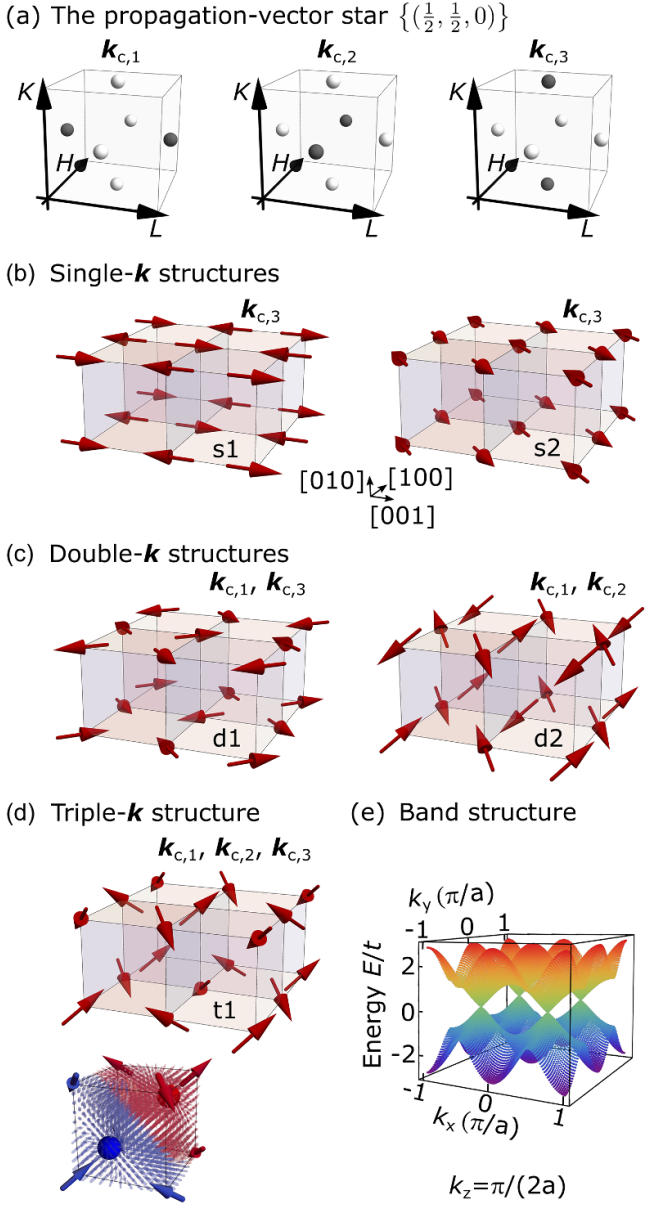 (a) The propagation-vector star {(1/2, 1/2, 0)}
k_c,1 k_c,2 k_c,3
K H L K H L K H L
(b) Single-k structures
k_c,3 k_c,3
s1 s2
[010] [100]
[001]
(c) Double-k structures
k_c,1, k_c,3 k_c,1, k_c,2
d1 d2
(d) Triple-k structure
k_c,1, k_c,2, k_c,3
t1
(e) Band structure
k_y (π/a)
-1 0 1
Energy E/t
2
0
-2
-1 0 1
k_x (π/a)
k_z=π/(2a)